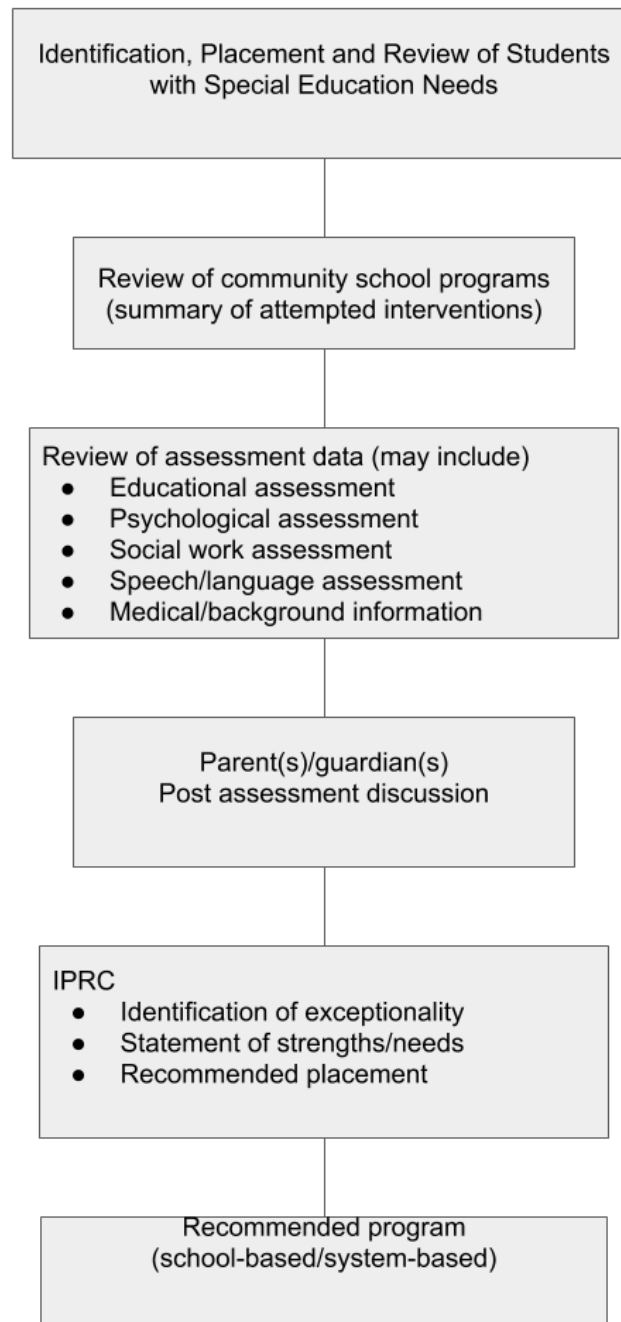 Identification, Placement and Review of Students
with Special Education Needs
Review of community school programs
(summary of attempted interventions)
Review of assessment data (may include)
● Educational assessment
● Psychological assessment
● Social work assessment
● Speech/language assessment
● Medical/background information
Parent(s)/guardian(s)
Post assessment discussion
IPRC
● Identification of exceptionality
● Statement of strengths/needs
● Recommended placement
Recommended program
(school-based/system-based)